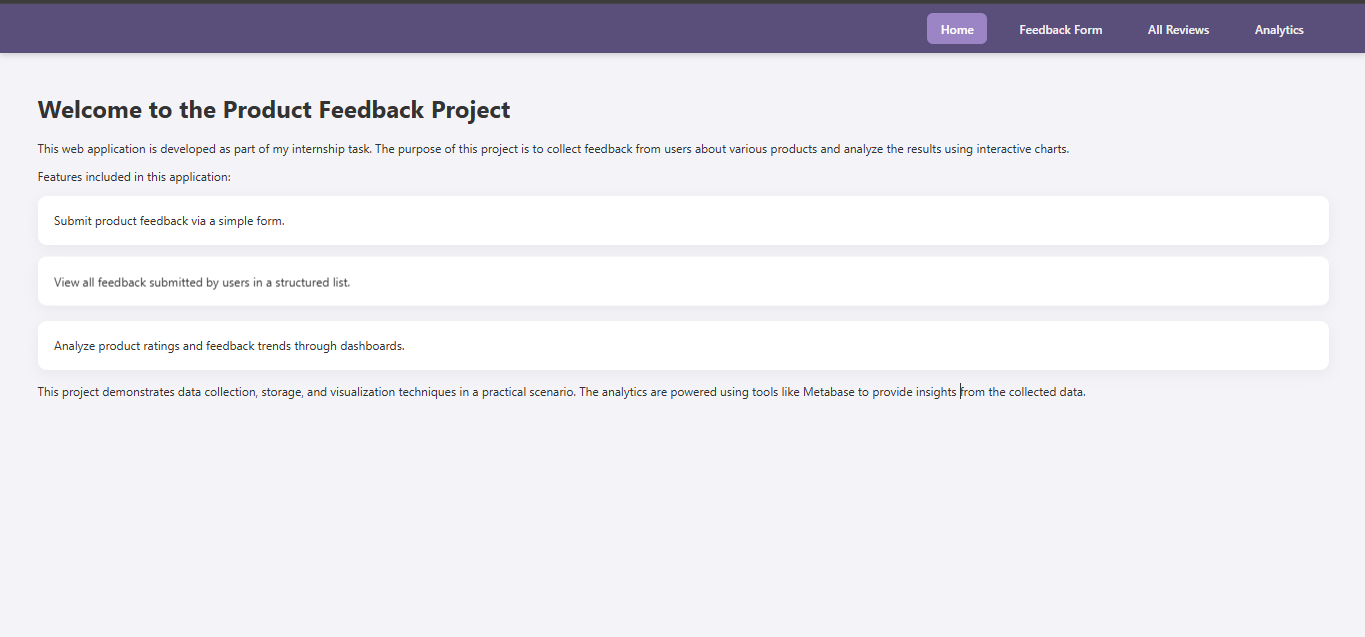 Home Feedback Form All Reviews Analytics
Welcome to the Product Feedback Project
This web application is developed as part of my internship task. The purpose of this project is to collect feedback from users about various products and analyze the results using interactive charts.
Features included in this application:
Submit product feedback via a simple form.
View all feedback submitted by users in a structured list.
Analyze product ratings and feedback trends through dashboards.
This project demonstrates data collection, storage, and visualization techniques in a practical scenario. The analytics are powered using tools like Metabase to provide insights from the collected data.